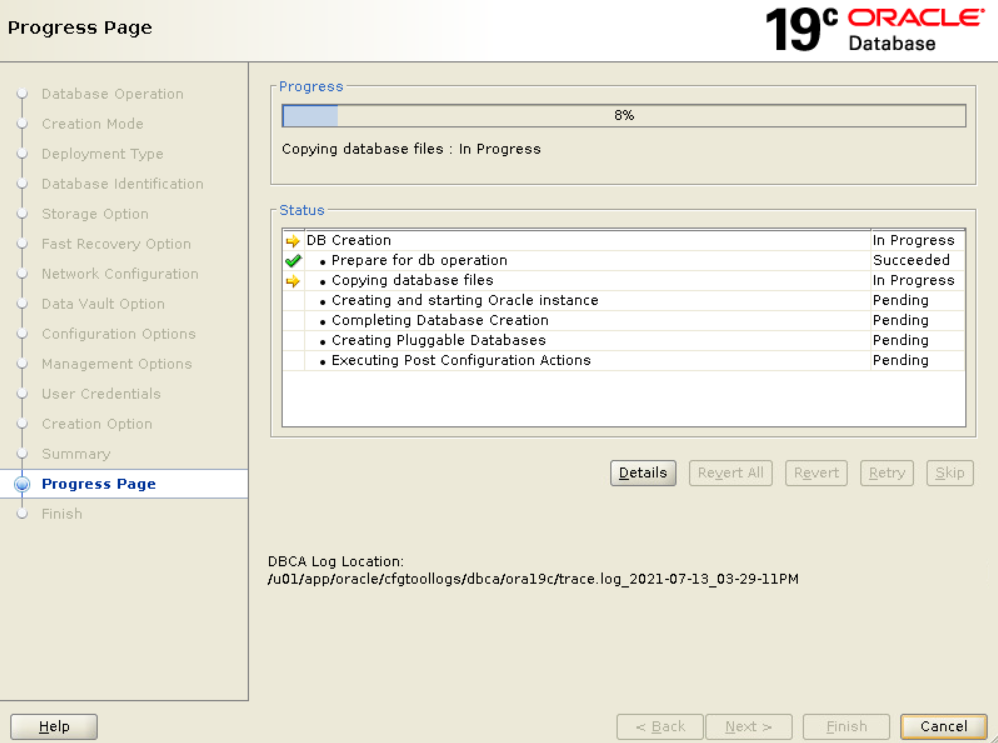 Progress Page
19c ORACLE
Database
Database Operation
Creation Mode
Deployment Type
Database Identification
Storage Option
Fast Recovery Option
Network Configuration
Data Vault Option
Configuration Options
Management Options
User Credentials
Creation Option
Summary
Progress Page
Finish
Progress
8%
Copying database files : In Progress
Status
DB Creation In Progress
• Prepare for db operation Succeeded
• Copying database files In Progress
• Creating and starting Oracle instance Pending
• Completing Database Creation Pending
• Creating Pluggable Databases Pending
• Executing Post Configuration Actions Pending
Details Revert All Revert Retry Skip
DBCA Log Location:
/u01/app/oracle/cfgtoollogs/dbca/ora19c/trace.log_2021-07-13_03-29-11PM
Help < Back Next > Finish Cancel